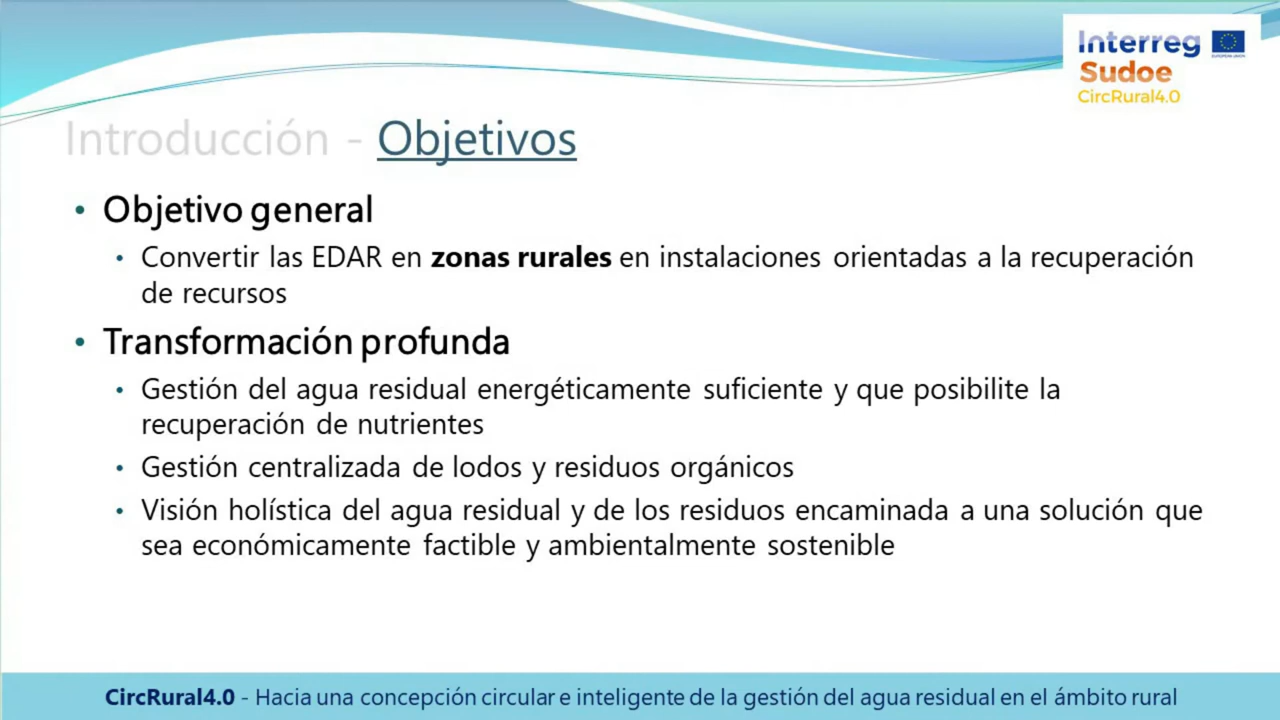 Interreg
EUROPEAN UNION
Sudoe
CircRural4.0
Introducción - Objetivos
• Objetivo general
• Convertir las EDAR en zonas rurales en instalaciones orientadas a la recuperación
de recursos
• Transformación profunda
• Gestión del agua residual energéticamente suficiente y que posibilite la
recuperación de nutrientes
• Gestión centralizada de lodos y residuos orgánicos
• Visión holística del agua residual y de los residuos encaminada a una solución que
sea económicamente factible y ambientalmente sostenible
CircRural4.0 - Hacia una concepción circular e inteligente de la gestión del agua residual en el ámbito rural